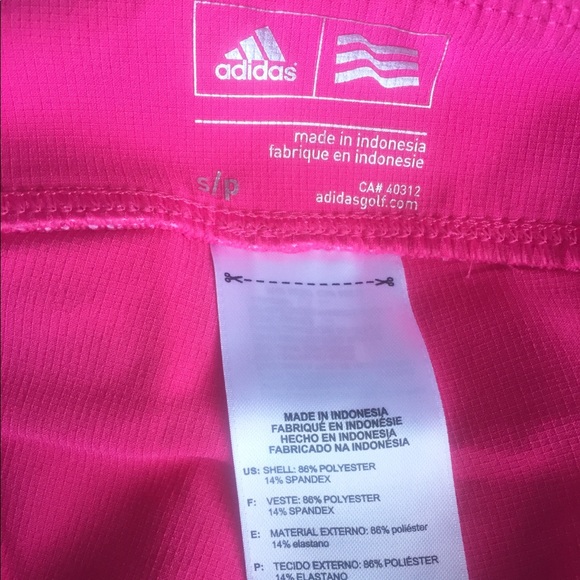 adidas
made in indonesia
fabrique en indonesie
s/p
CA# 40312
adidasgolf.com
MADE IN INDONESIA
FABRIQUÉ EN INDONÉSIE
HECHO EN INDONESIA
FABRICADO NA INDONÉSIA
US: SHELL: 86% POLYESTER
14% SPANDEX
F: VESTE: 86% POLYESTER
14% SPANDEX
E: MATERIAL EXTERNO: 86% poliéster
14% elastano
P: TECIDO EXTERNO: 86% POLIÉSTER
14% ELASTANO